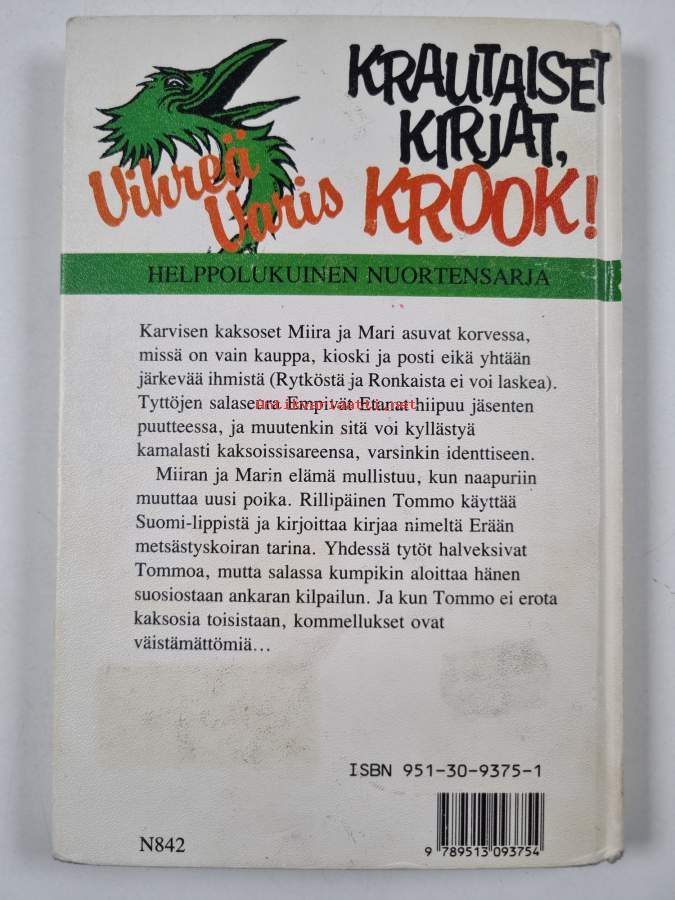 KRAUTAISET
KIRJAT,
Vihreä
Varis
KROOK!
HELPPOLUKUINEN NUORTENSARJA
Karvisen kaksoset Miira ja Mari asuvat korvessa,
missä on vain kauppa, kioski ja posti eikä yhtään
järkevää ihmistä (Rytköstä ja Ronkaista ei voi laskea).
Tyttöjen salaseura Empivät Etanat hiipuu jäsenten
puutteessa, ja muutenkin sitä voi kyllästyä
kamalasti kaksoissisareensa, varsinkin identtiseen.
Miiran ja Marin elämä mullistuu, kun naapuriin
muuttaa uusi poika. Rillipäinen Tommo käyttää
Suomi-lippistä ja kirjoittaa kirjaa nimeltä Erään
metsästyskoiran tarina. Yhdessä tytöt halveksivat
Tommoa, mutta salassa kumpikin aloittaa hänen
suosiostaan ankaran kilpailun. Ja kun Tommo ei erota
kaksosia toisistaan, kommellukset ovat
väistämättömiä...
ISBN 951-30-9375-1
N842
9 789513 093754